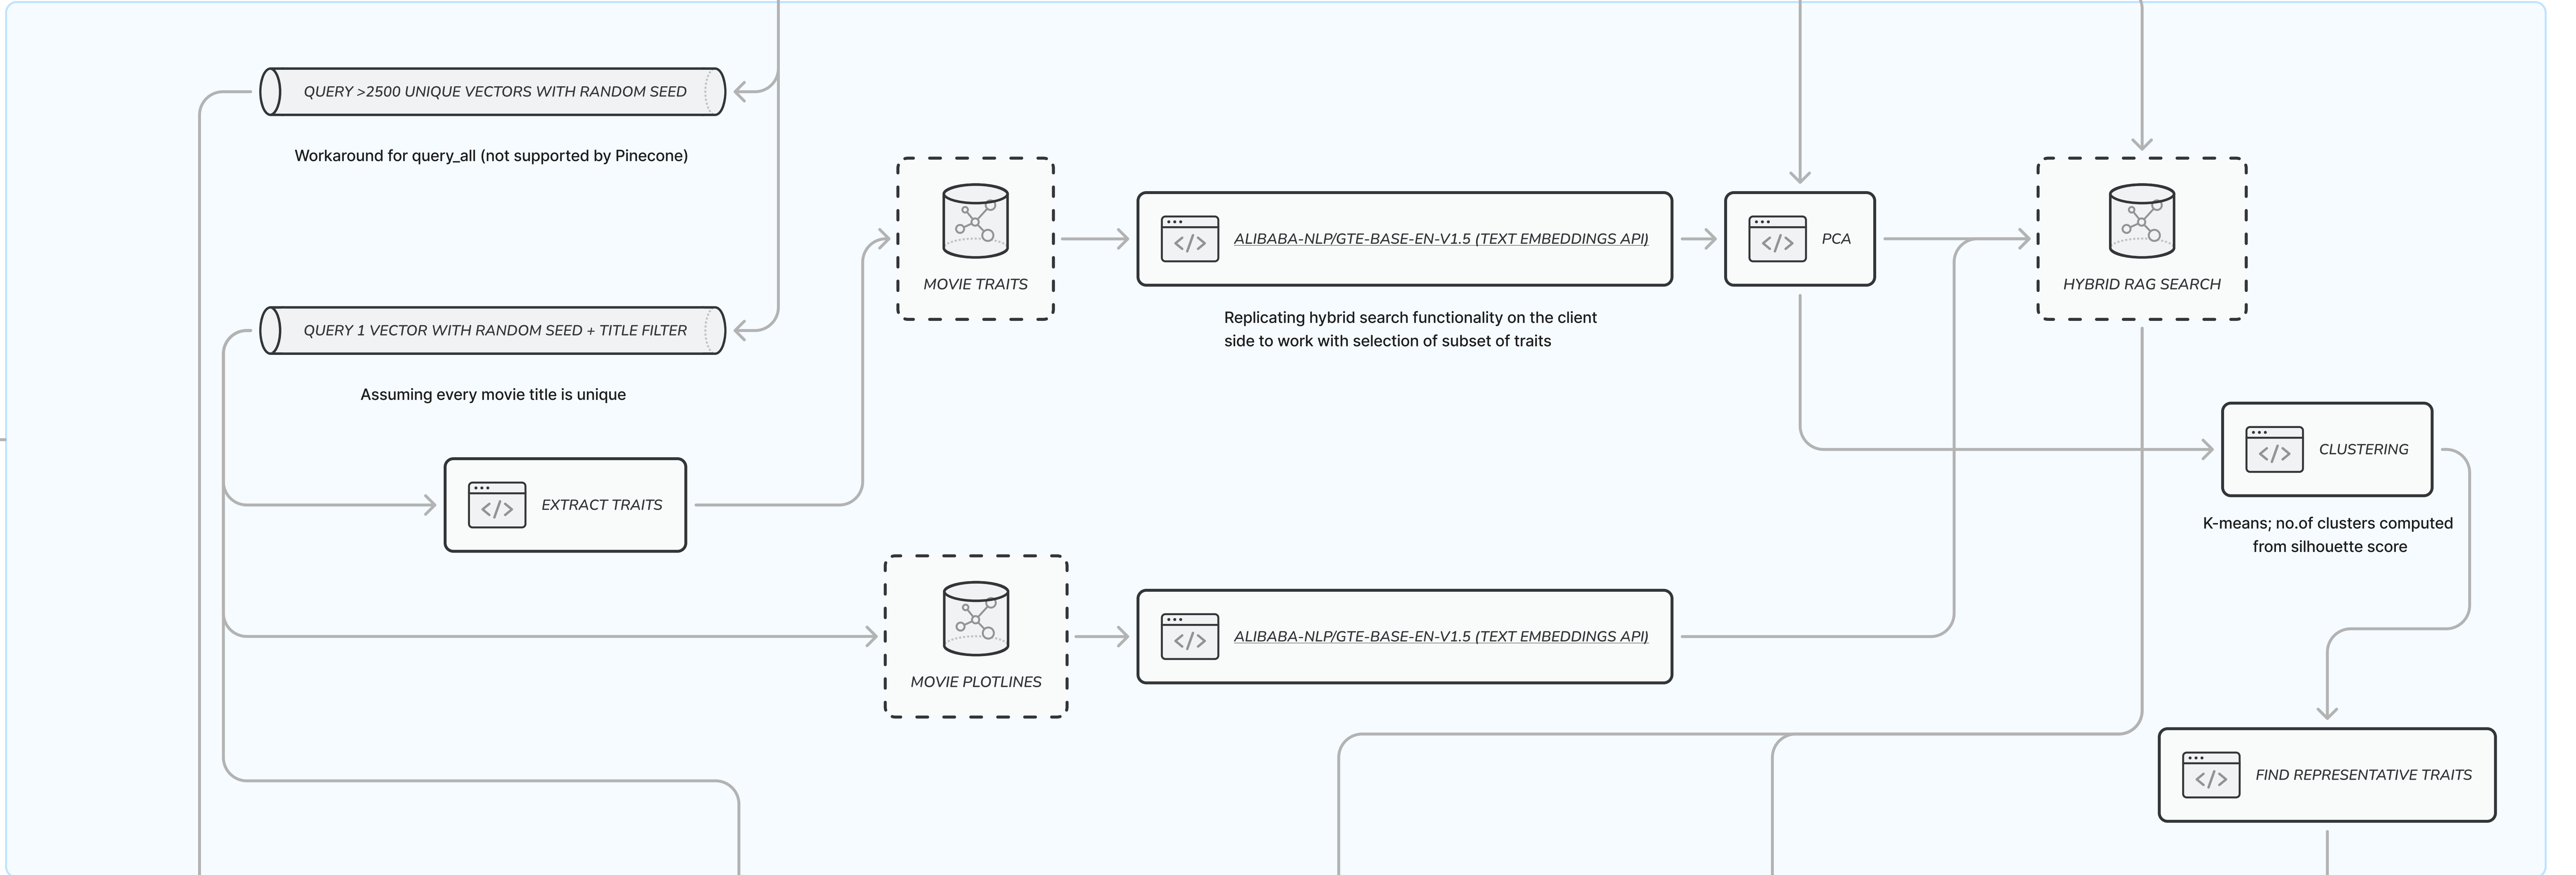 QUERY >2500 UNIQUE VECTORS WITH RANDOM SEED
Workaround for query_all (not supported by Pinecone)
QUERY 1 VECTOR WITH RANDOM SEED + TITLE FILTER
Assuming every movie title is unique
</> EXTRACT TRAITS
MOVIE TRAITS
</> ALIBABA-NLP/GTE-BASE-EN-V1.5 (TEXT EMBEDDINGS API)
Replicating hybrid search functionality on the client
side to work with selection of subset of traits
</> PCA
HYBRID RAG SEARCH
</> CLUSTERING
K-means; no.of clusters computed
from silhouette score
MOVIE PLOTLINES
</> ALIBABA-NLP/GTE-BASE-EN-V1.5 (TEXT EMBEDDINGS API)
</> FIND REPRESENTATIVE TRAITS